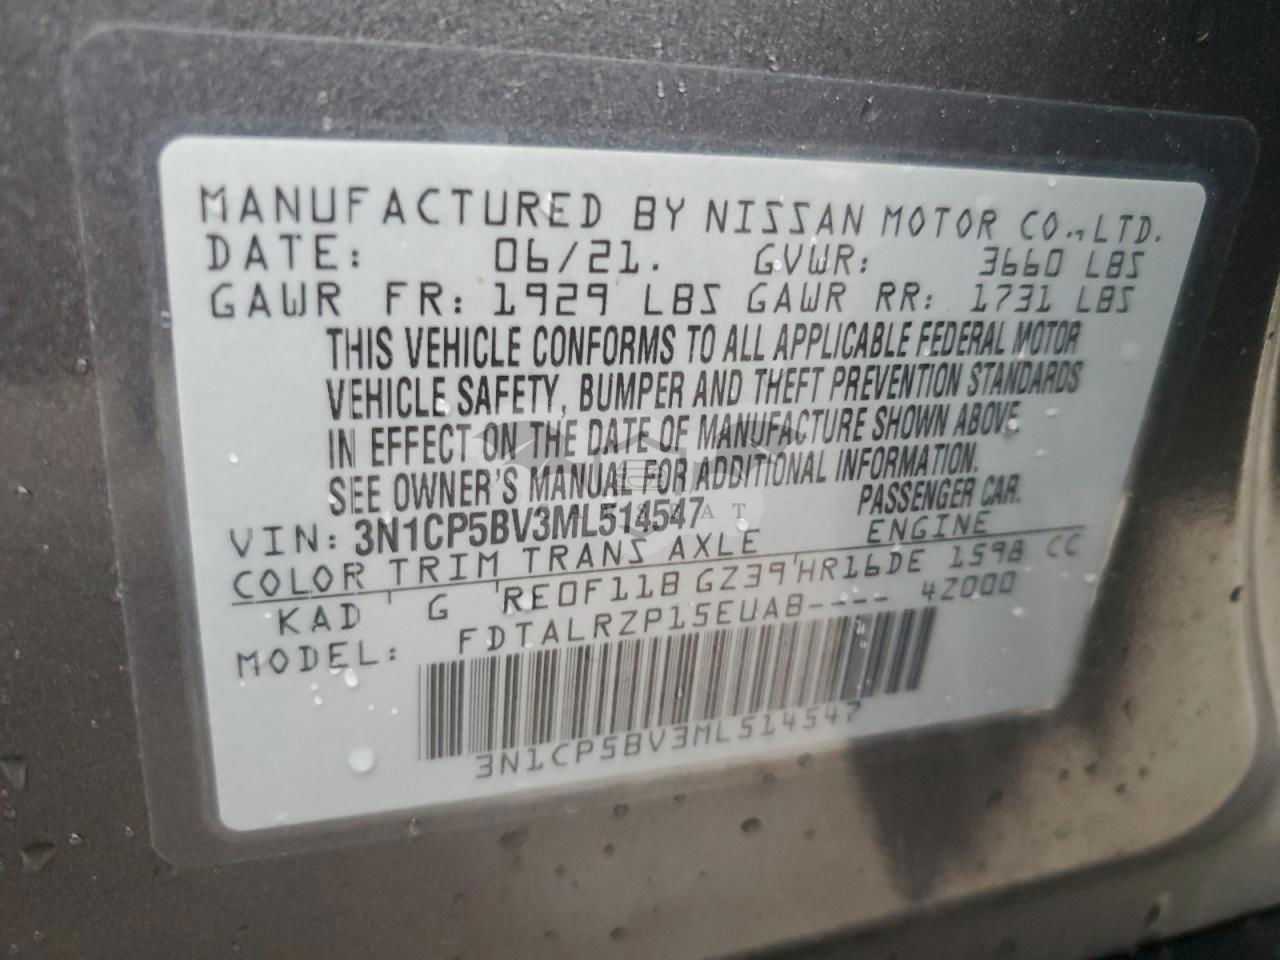 MANUFACTURED BY NISSAN MOTOR CO., LTD.
DATE: 06/21. GVWR: 3660 LBS
GAWR FR: 1929 LBS GAWR RR: 1731 LBS
THIS VEHICLE CONFORMS TO ALL APPLICABLE FEDERAL MOTOR
VEHICLE SAFETY, BUMPER AND THEFT PREVENTION STANDARDS
IN EFFECT ON THE DATE OF MANUFACTURE SHOWN ABOVE.
SEE OWNER'S MANUAL FOR ADDITIONAL INFORMATION.
VIN: 3N1CP5BV3ML514547 PASSENGER CAR.
COLOR TRIM TRANS AXLE ENGINE
KAD G RE0F11B GZ39 HR16DE 1598 CC
MODEL: FDTALRZP15EUAB---- 4Z000
3N1CP5BV3ML514547